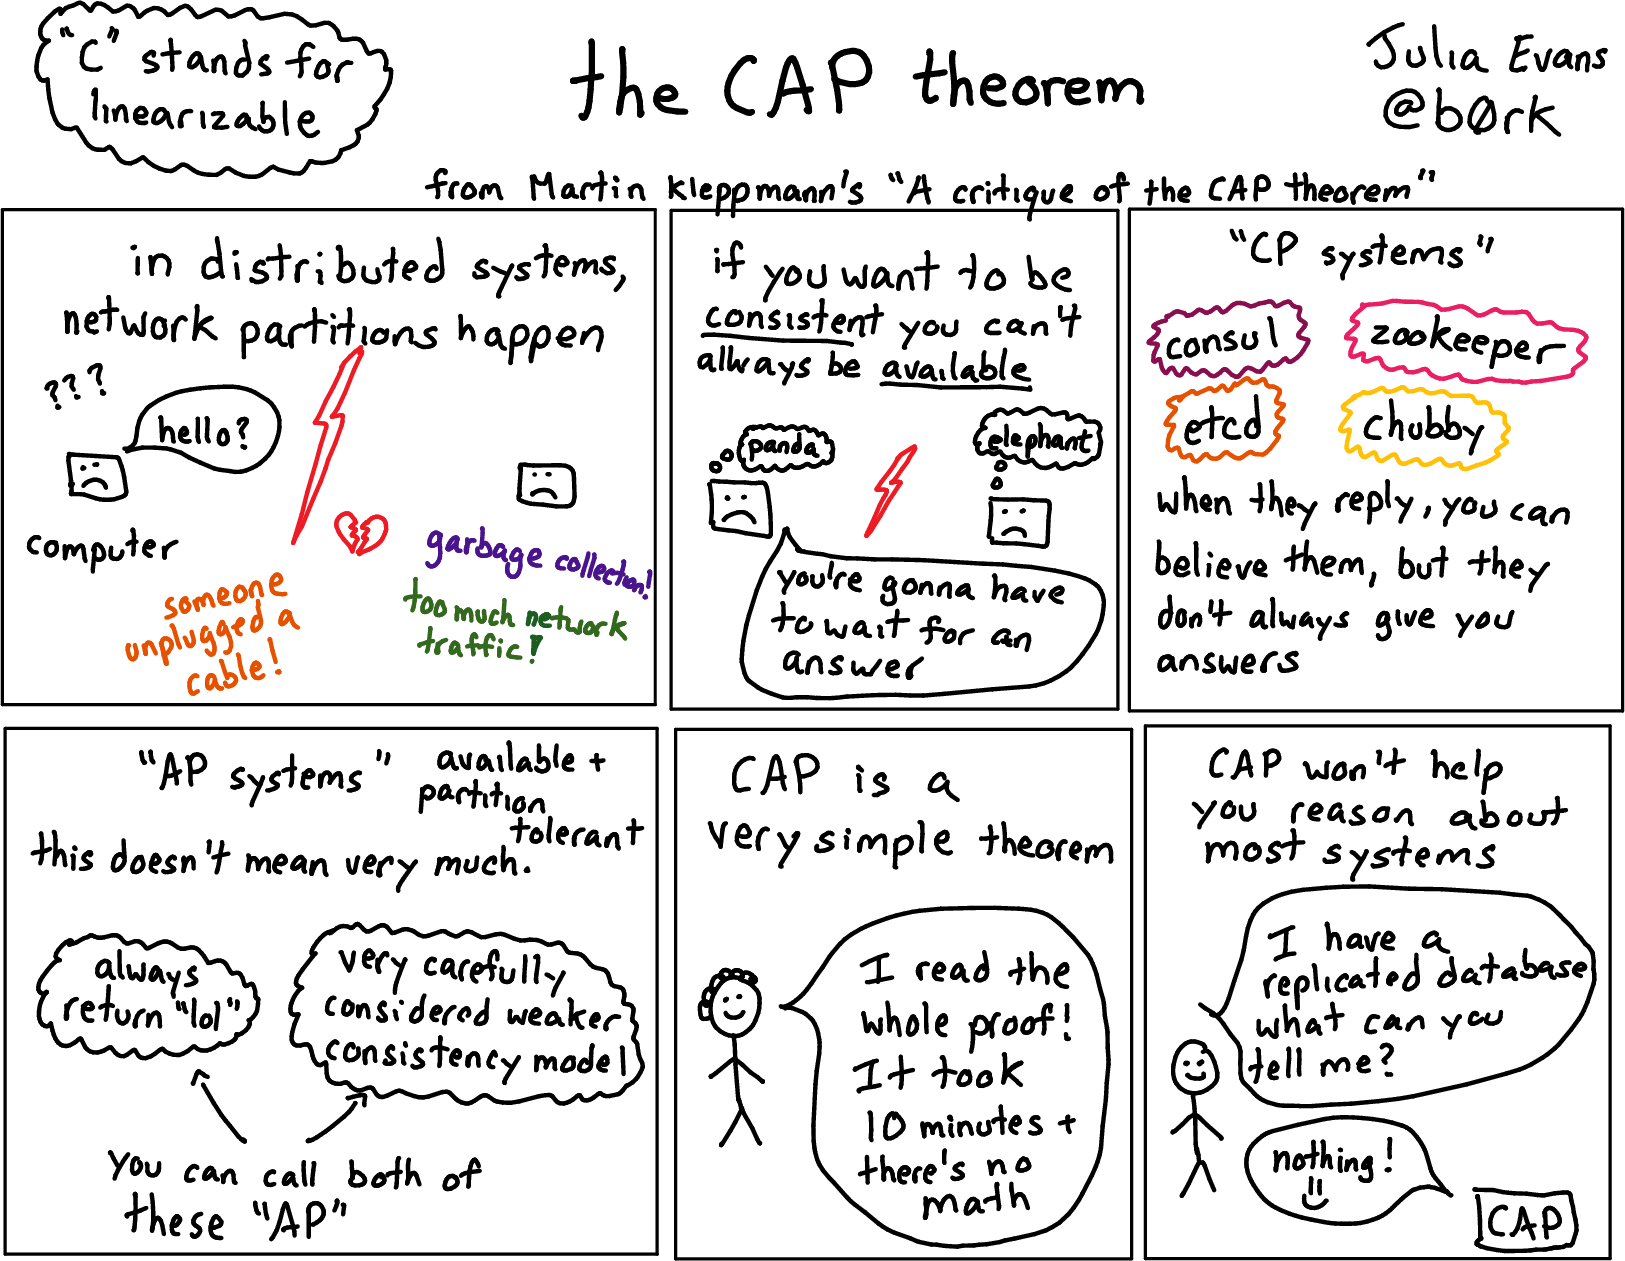 "C" stands for
linearizable
the CAP theorem
Julia Evans
@b0rk
from Martin Kleppmann's "A critique of the CAP theorem"
in distributed systems,
network partitions happen
???
hello?
computer
someone
unplugged a
cable!
garbage collection!
too much network
traffic!
if you want to be
consistent you can't
always be available
panda
elephant
you're gonna have
to wait for an
answer
"CP systems"
consul
zookeeper
etcd
chubby
when they reply, you can
believe them, but they
don't always give you
answers
"AP systems"
available +
partition
tolerant
this doesn't mean very much.
always
return "lol"
very carefully
considered weaker
consistency model
you can call both of
these "AP"
CAP is a
very simple theorem
I read the
whole proof!
It took
10 minutes +
there's no
math
CAP won't help
you reason about
most systems
I have a
replicated database
what can you
tell me?
nothing!
CAP